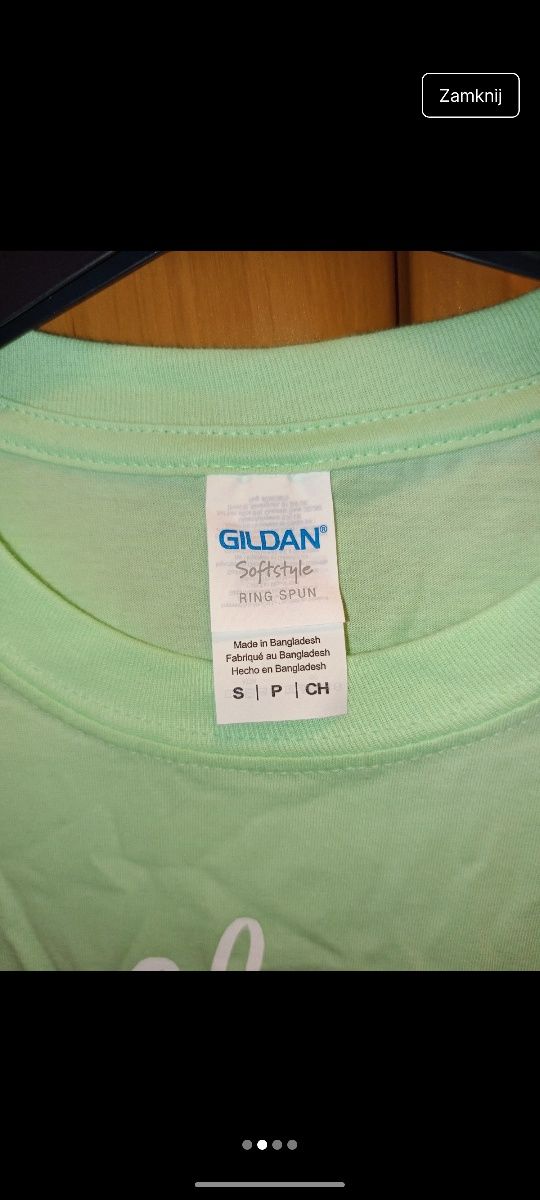 Zamknij
GILDAN®
Softstyle
RING SPUN
Made in Bangladesh
Fabriqué au Bangladesh
Hecho en Bangladesh
S | P | CH